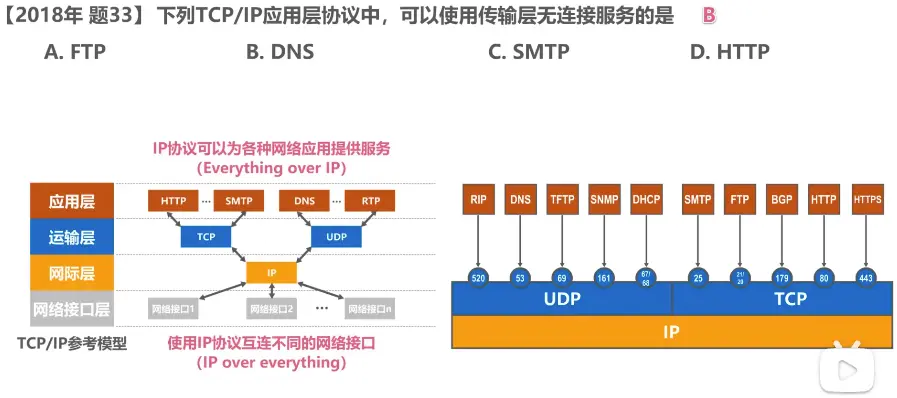 【2018年 题33】下列TCP/IP应用层协议中，可以使用传输层无连接服务的是 B
A. FTP B. DNS C. SMTP D. HTTP
IP协议可以为各种网络应用提供服务
（Everything over IP）
应用层 HTTP … SMTP DNS … RTP
运输层 TCP UDP
网际层 IP
网络接口层 网络接口1 网络接口2 … 网络接口n
TCP/IP参考模型
使用IP协议互连不同的网络接口
（IP over everything）
RIP DNS TFTP SNMP DHCP SMTP FTP BGP HTTP HTTPS
520 53 69 161 67/68 25 21/20 179 80 443
UDP TCP
IP